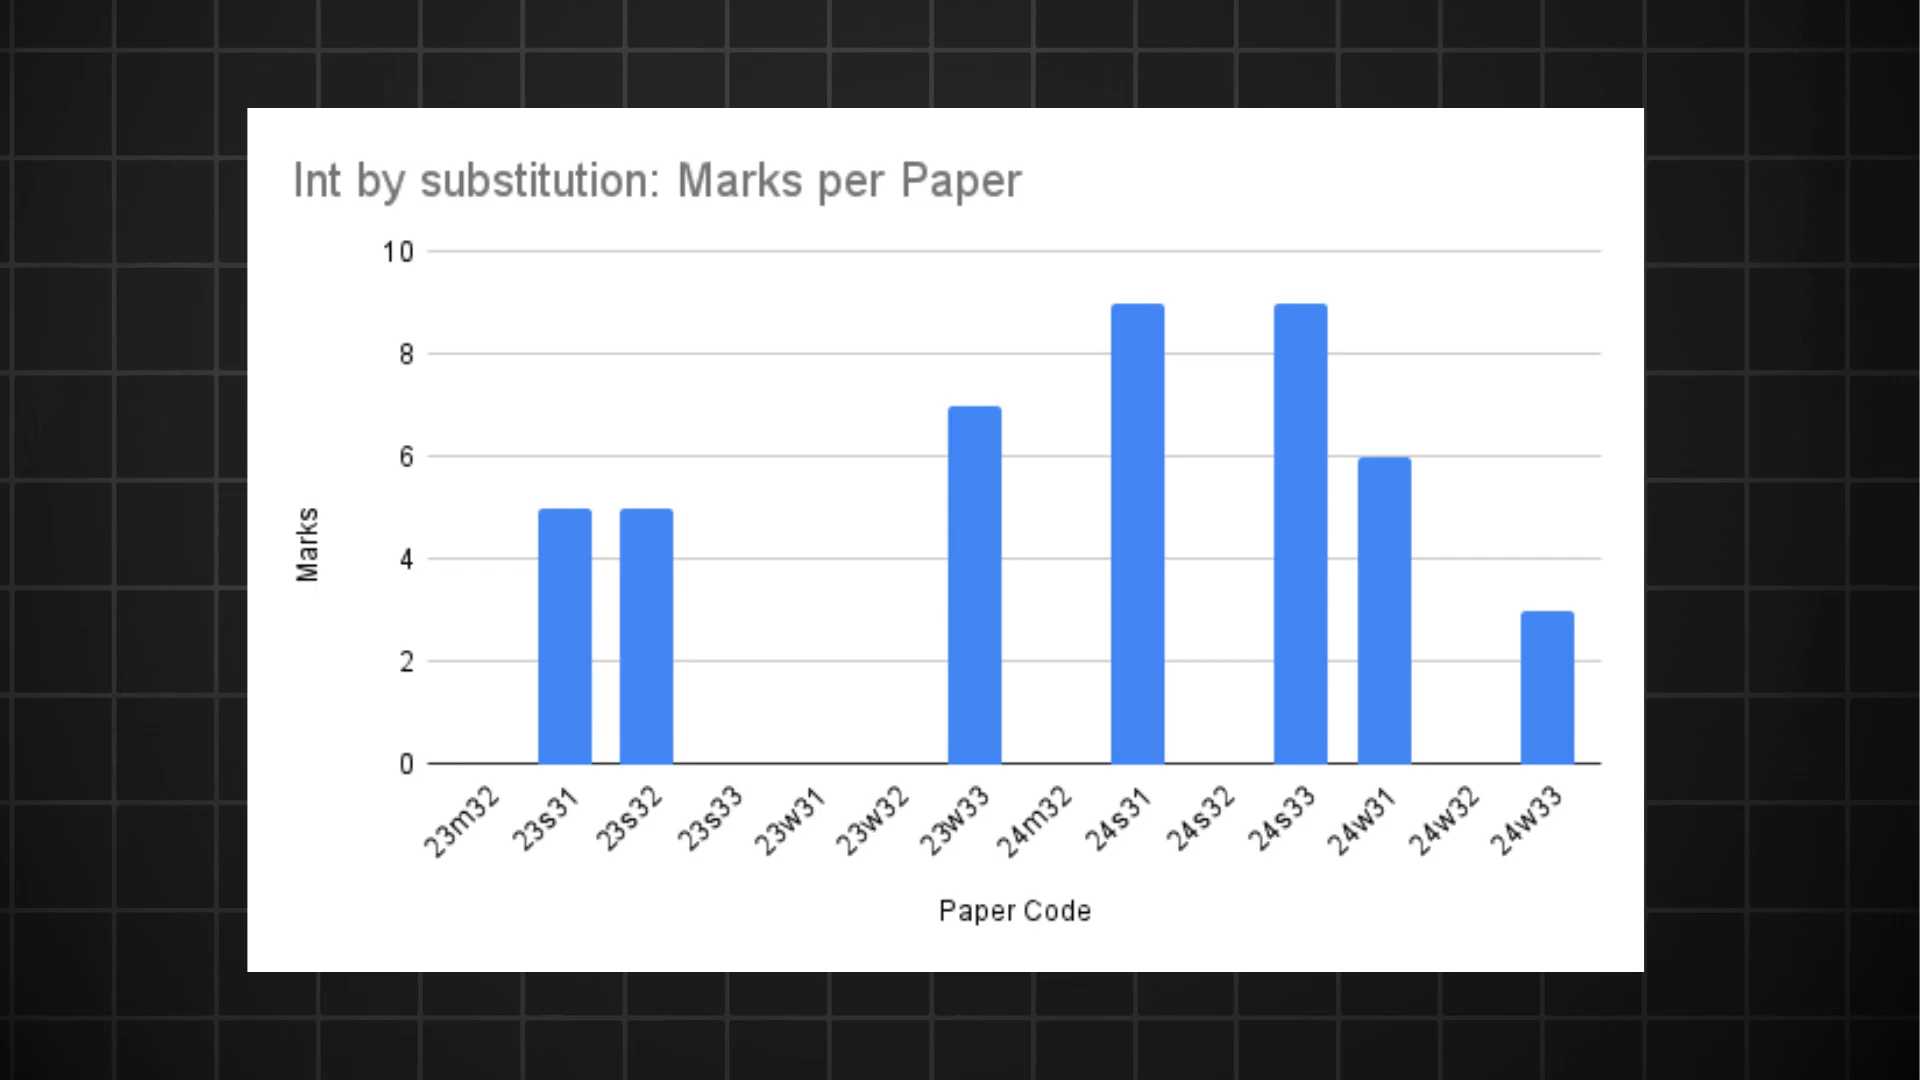 Int by substitution: Marks per Paper
10
8
6
4
2
0
Marks
23m32
23s31
23s32
23s33
23w31
23w32
23w33
24m32
24s31
24s32
24s33
24w31
24w32
24w33
Paper Code